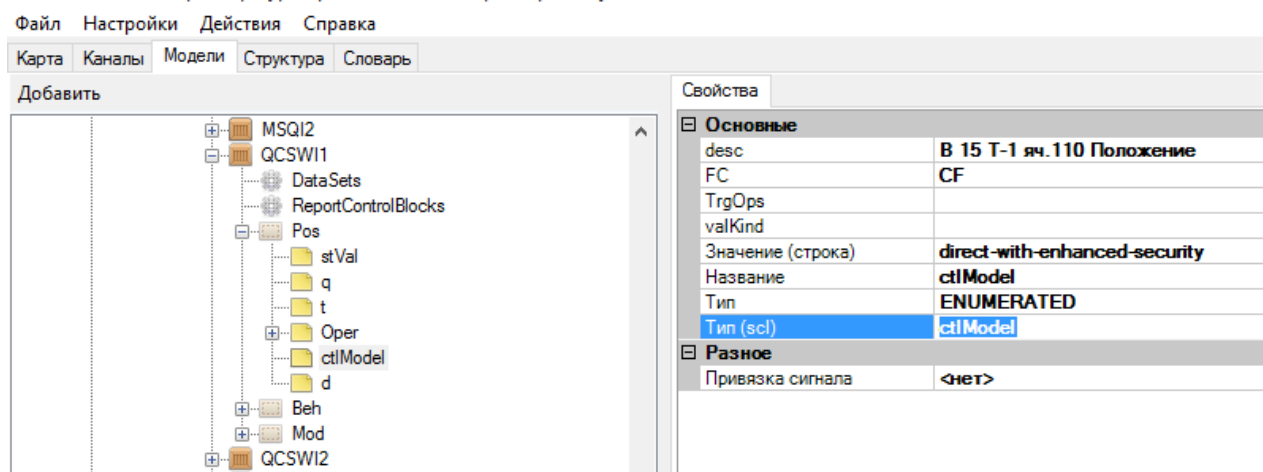 Файл Настройки Действия Справка
Карта Каналы Модели Структура Словарь
Добавить
MSQI2
QCSWI1
DataSets
ReportControlBlocks
Pos
stVal
q
t
Oper
ctlModel
d
Beh
Mod
QCSWI2
Свойства
Основные
desc В 15 Т-1 яч.110 Положение
FC CF
TrgOps
valKind
Значение (строка) direct-with-enhanced-security
Название ctlModel
Тип ENUMERATED
Тип (scl) ctlModel
Разное
Привязка сигнала <нет>